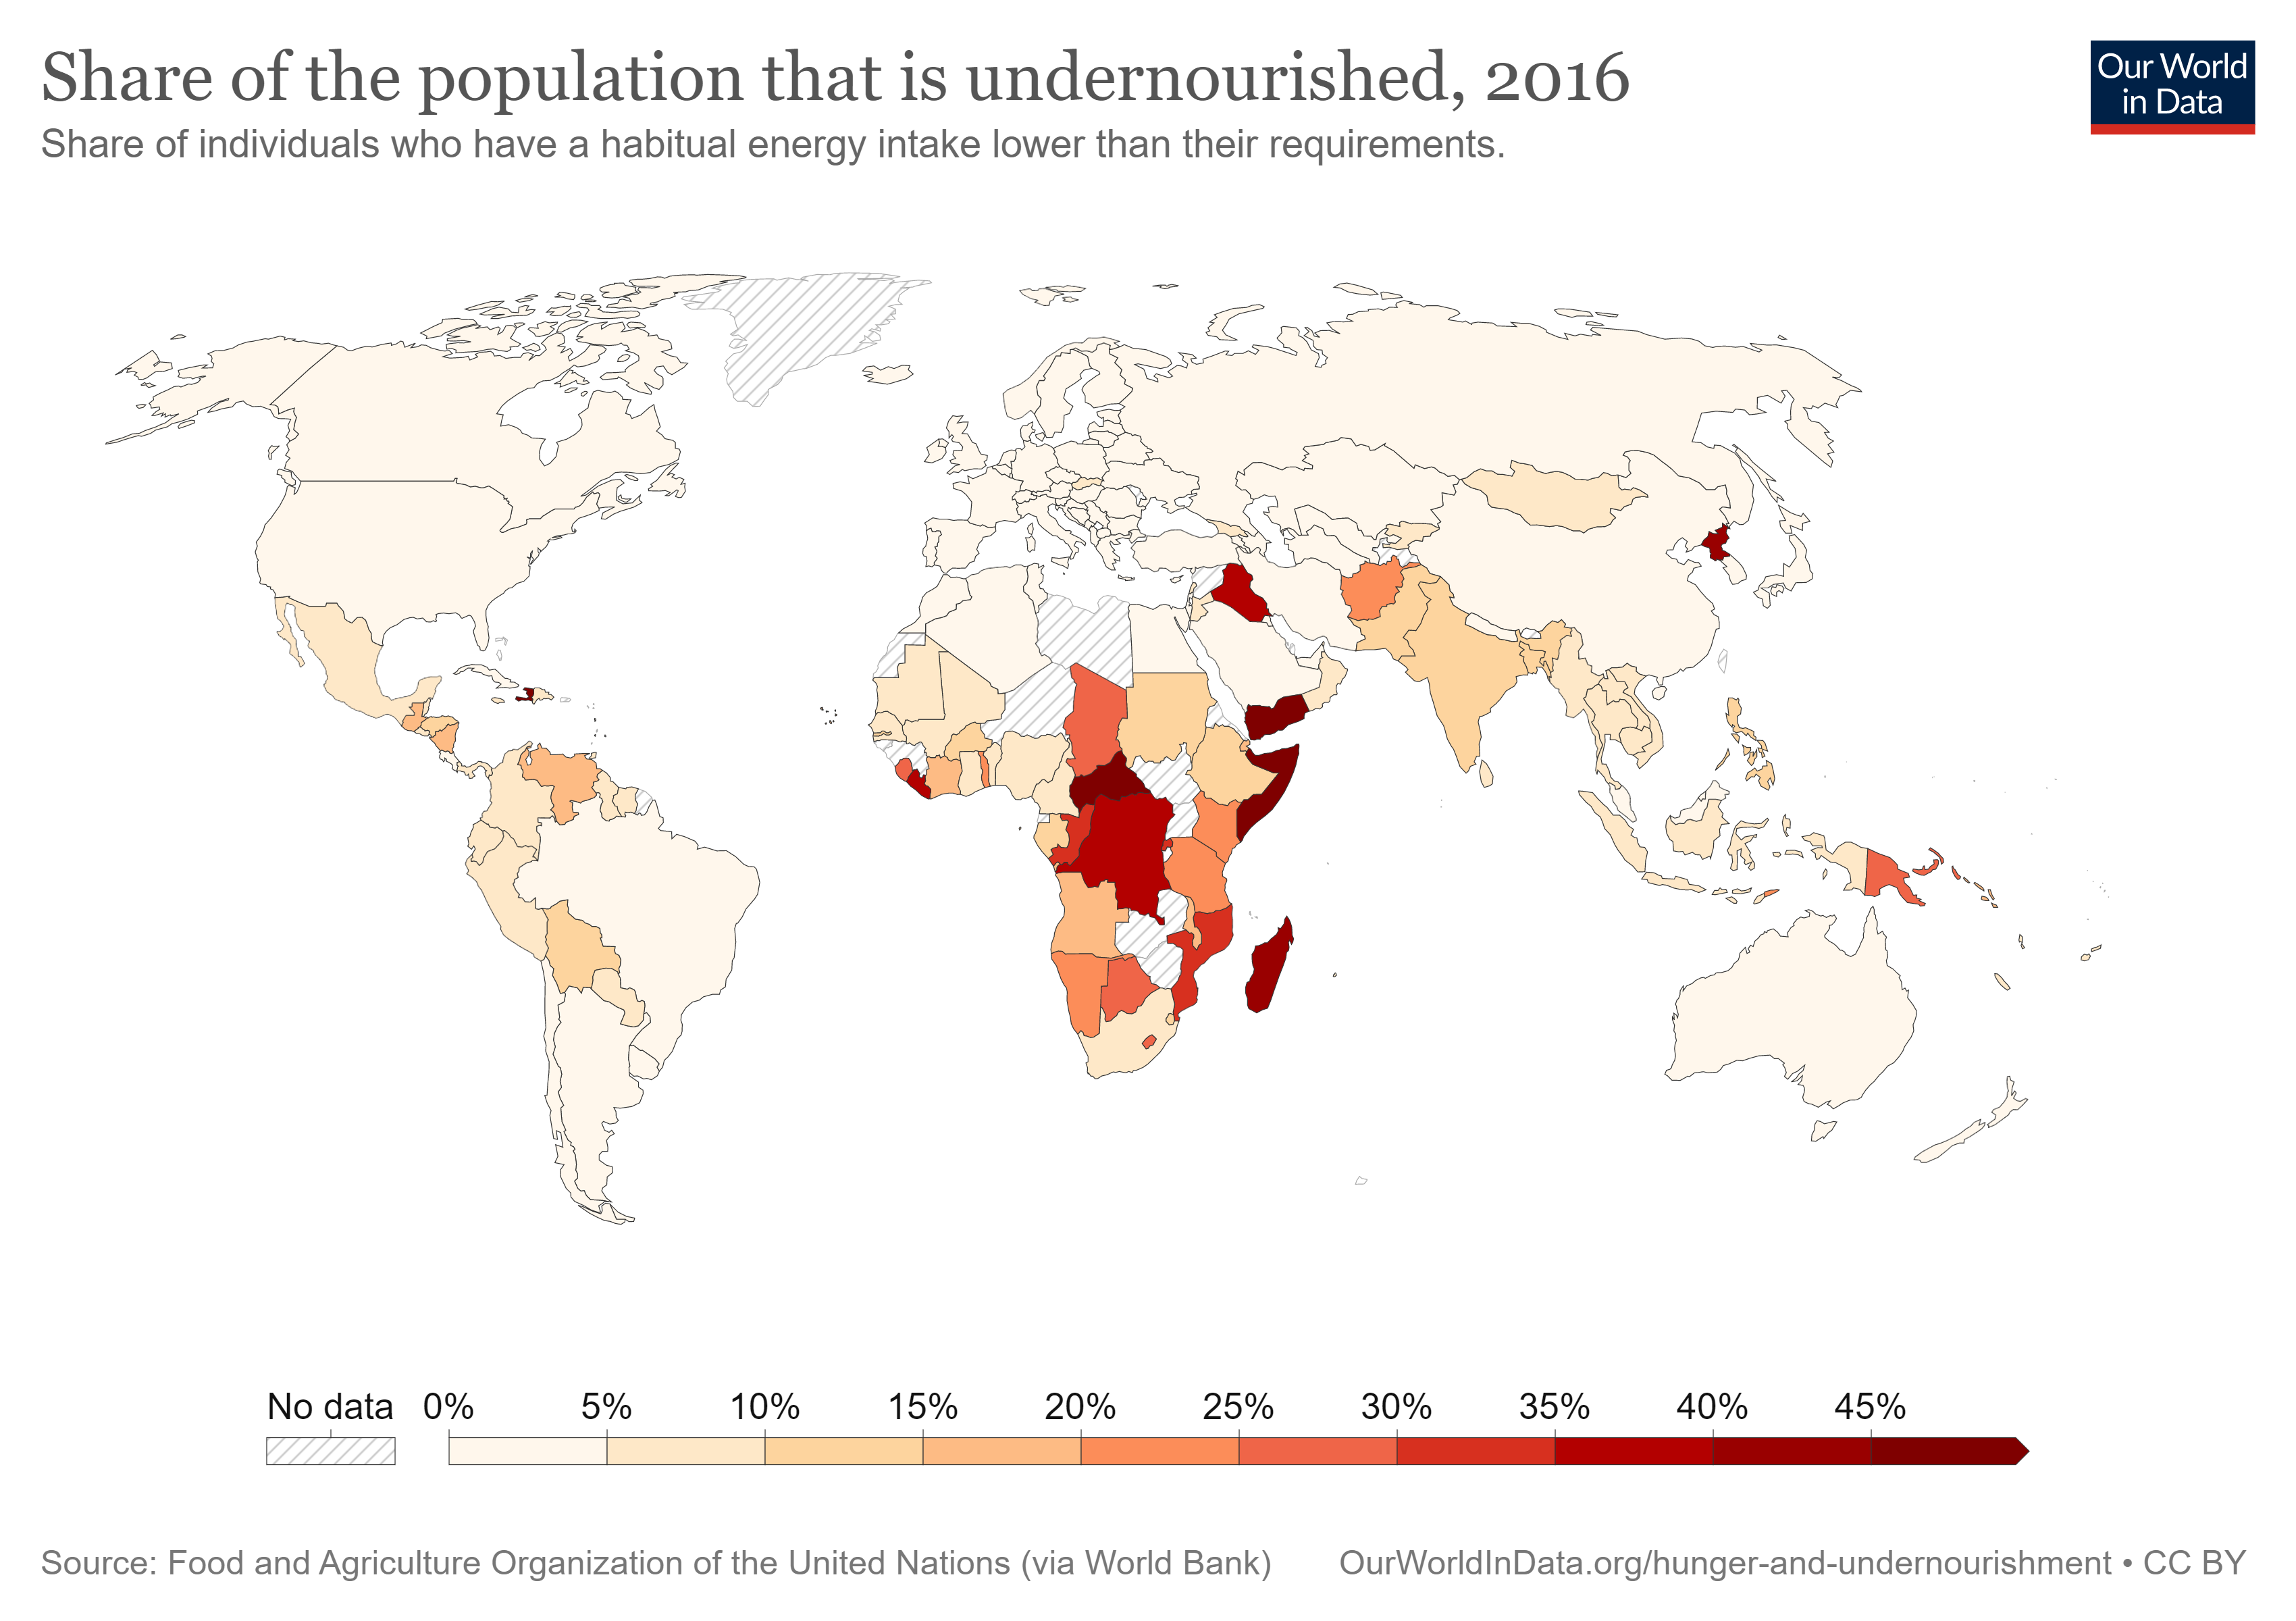 Share of the population that is undernourished, 2016
Share of individuals who have a habitual energy intake lower than their requirements.
Our World
in Data
No data 0% 5% 10% 15% 20% 25% 30% 35% 40% 45%
Source: Food and Agriculture Organization of the United Nations (via World Bank)
OurWorldInData.org/hunger-and-undernourishment • CC BY